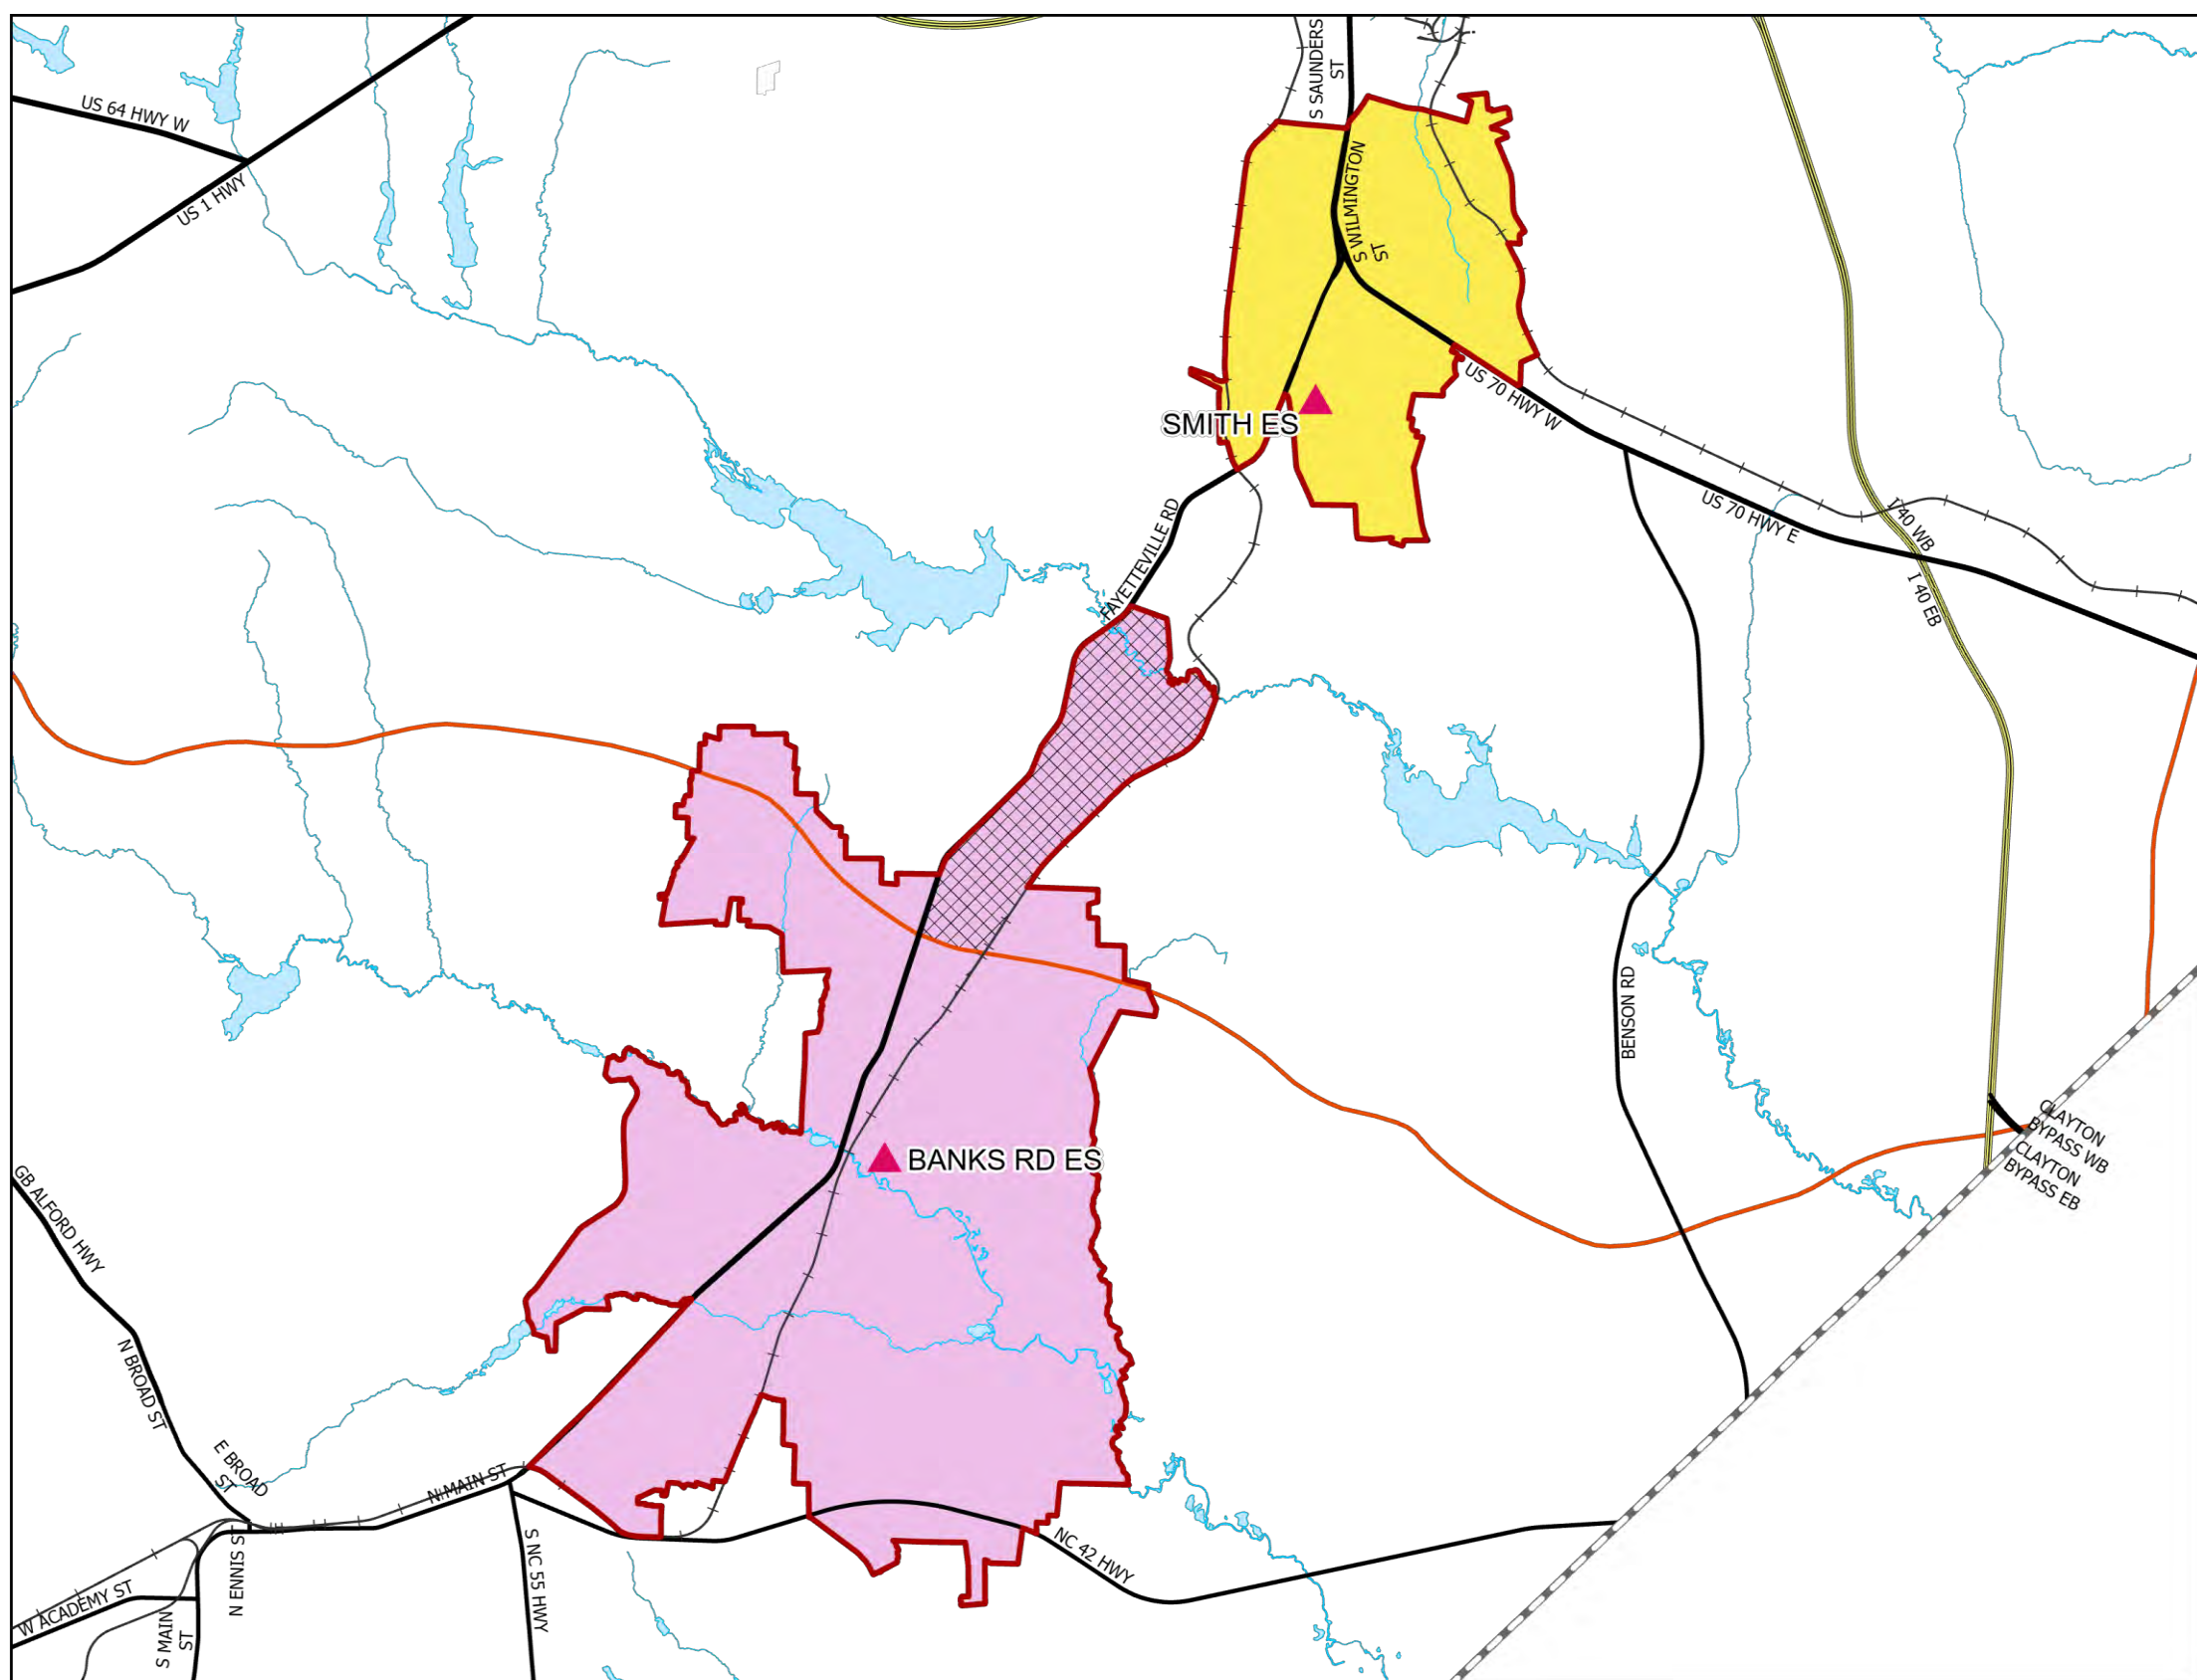 S SAUNDERS
ST
US 64 HWY W
US 1 HWY
S WILMINGTON
ST
US 70 HWY W
SMITH ES
US 70 HWY E
I 40 WB
I 40 EB
FAYETTEVILLE RD
BENSON RD
CLAYTON
BYPASS WB
CLAYTON
BYPASS EB
BANKS RD ES
GB ALFORD HWY
N BROAD ST
E BROAD
ST
N MAIN ST
N ENNIS ST
S NC 55 HWY
NC 42 HWY
W ACADEMY ST
S MAIN
ST